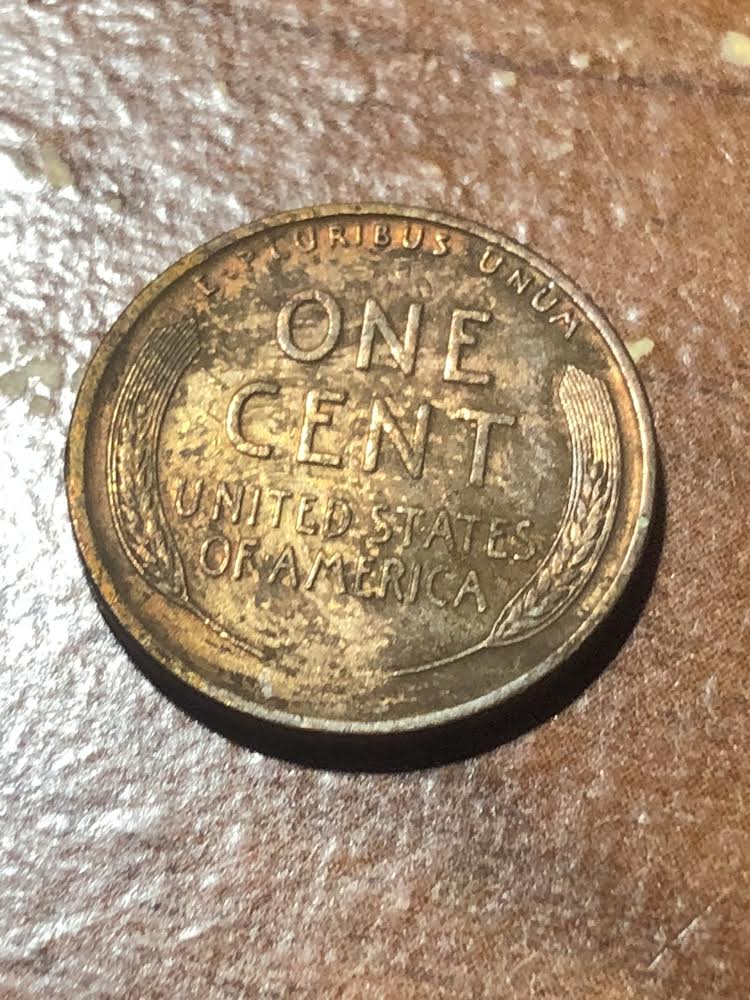 E·PLURIBUS UNUM
ONE
CENT
UNITED STATES
OF AMERICA